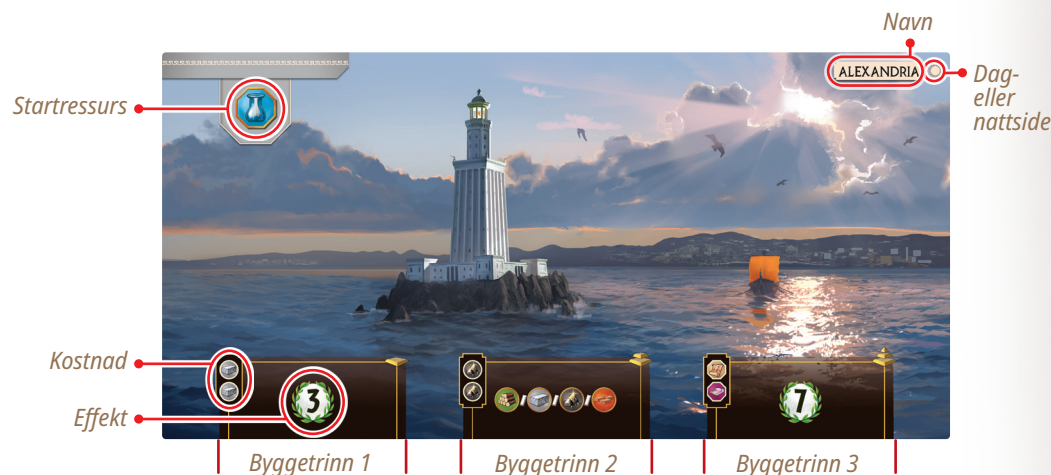 Navn
ALEXANDRIA
Startressurs
Dag-
eller
nattside
Kostnad
Effekt
3
7
Byggetrinn 1
Byggetrinn 2
Byggetrinn 3